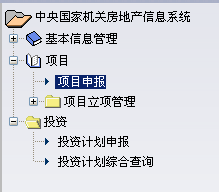 中央国家机关房地产信息系统
基本信息管理
项目
项目申报
项目立项管理
投资
投资计划申报
投资计划综合查询